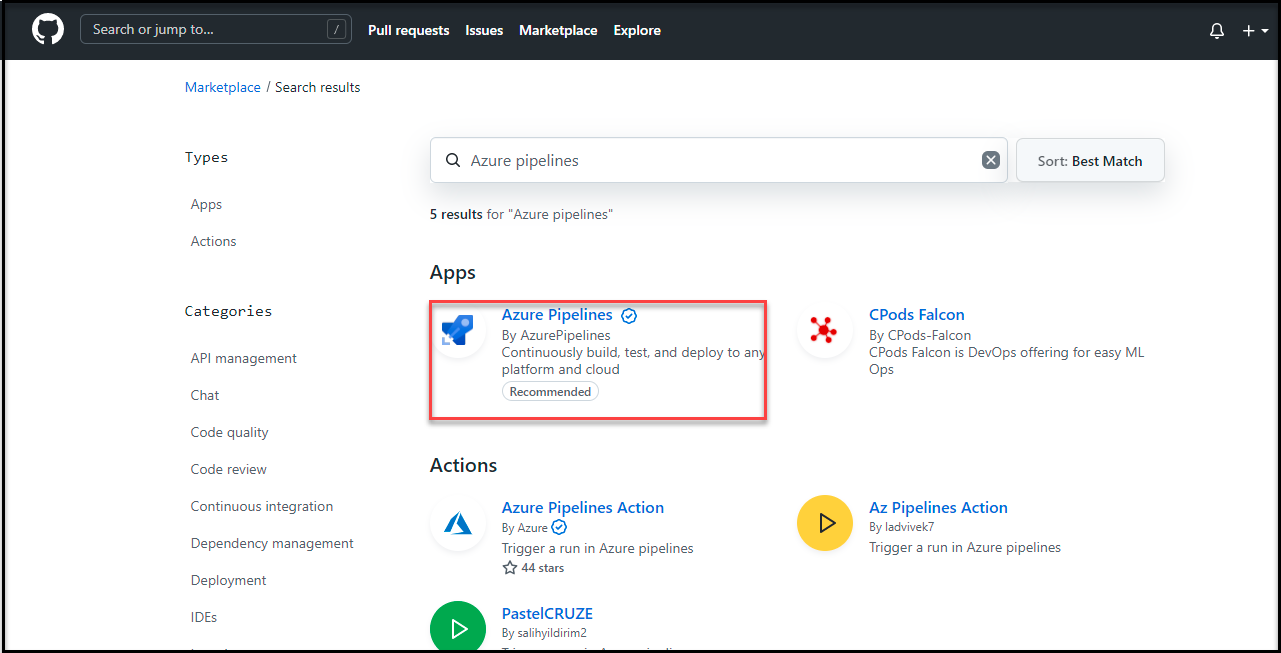 Search or jump to... /
Pull requests
Issues
Marketplace
Explore
Marketplace / Search results
Types
Apps
Actions
Categories
API management
Chat
Code quality
Code review
Continuous integration
Dependency management
Deployment
IDEs
Azure pipelines
Sort: Best Match
5 results for "Azure pipelines"
Apps
Azure Pipelines
By AzurePipelines
Continuously build, test, and deploy to any
platform and cloud
Recommended
CPods Falcon
By CPods-Falcon
CPods Falcon is DevOps offering for easy ML
Ops
Actions
Azure Pipelines Action
By Azure
Trigger a run in Azure pipelines
44 stars
Az Pipelines Action
By ladvivek7
Trigger a run in Azure pipelines
PastelCRUZE
By salihyildirim2